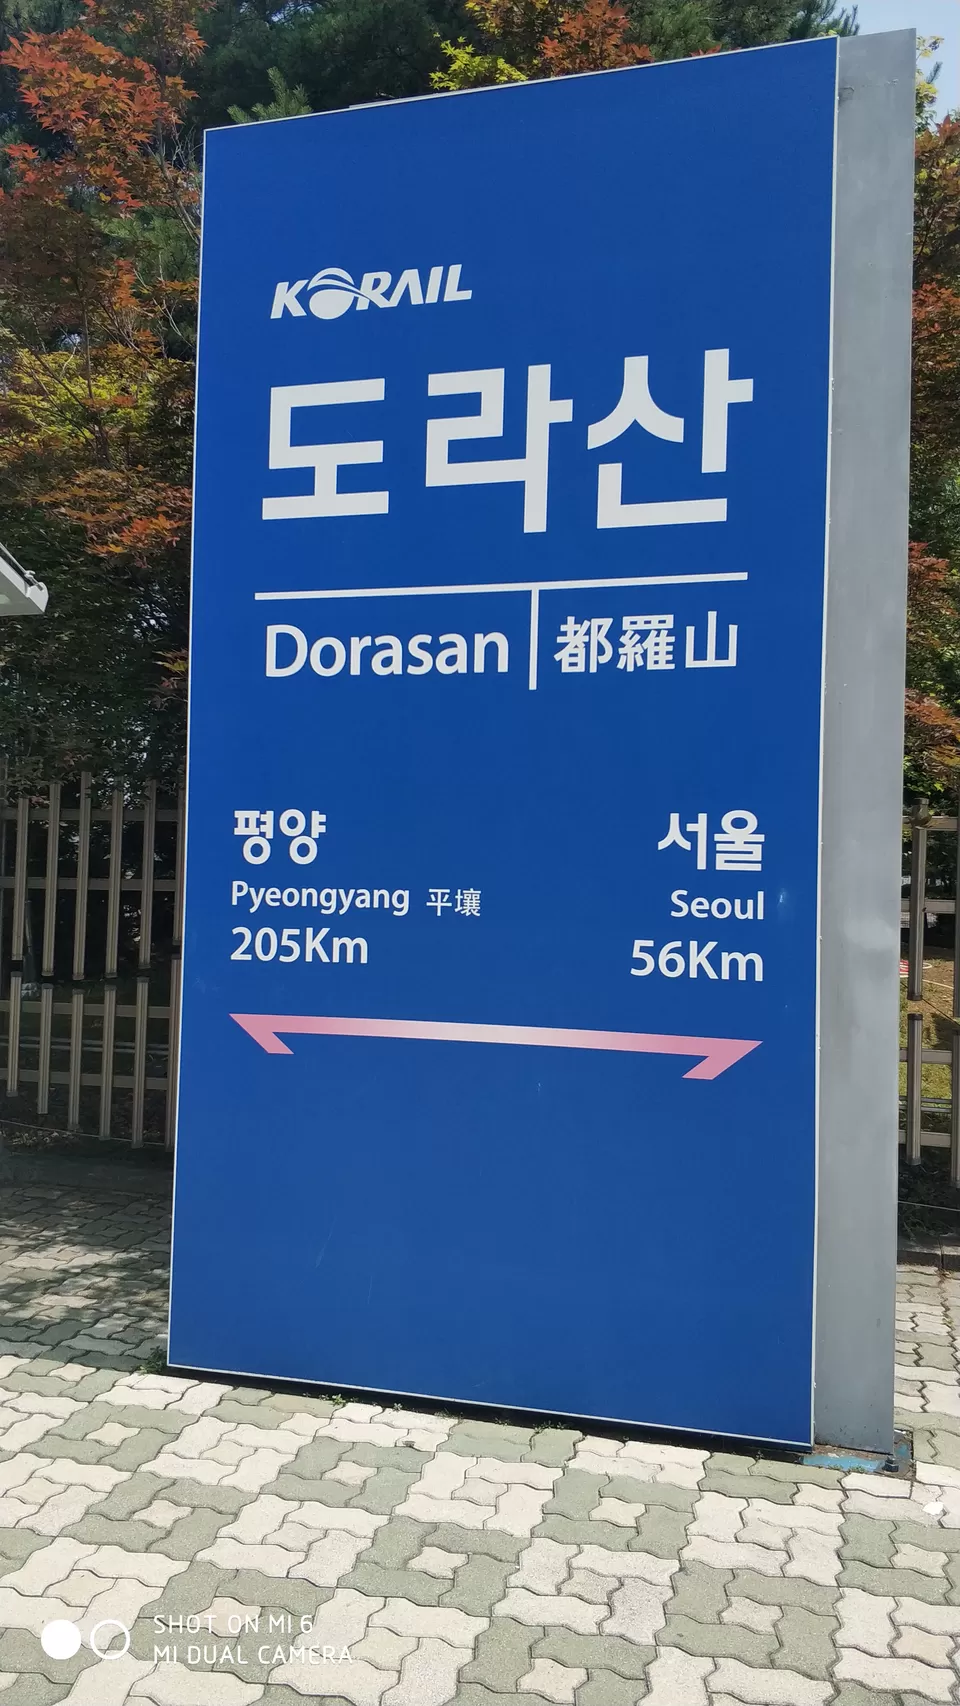 KORAIL
도라산
Dorasan 都羅山
평양
Pyeongyang 平壤
205Km
서울
Seoul
56Km
SHOT ON MI 6
MI DUAL CAMERA